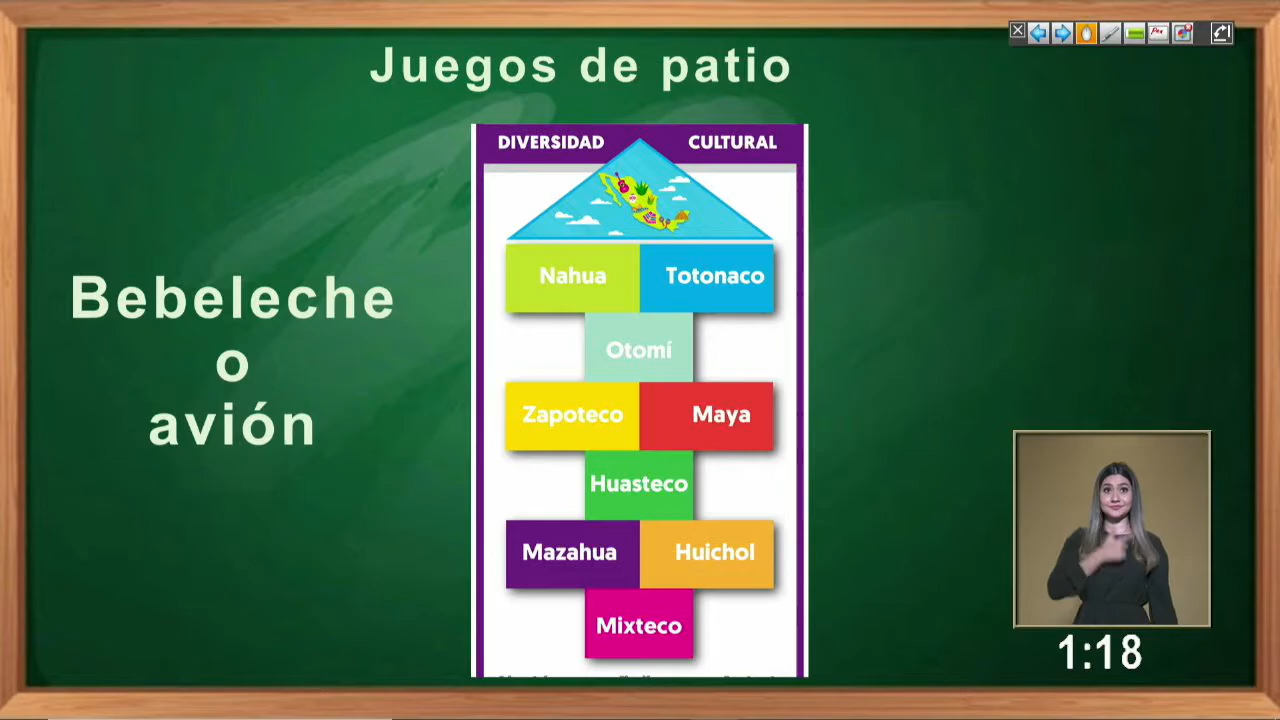 Juegos de patio
DIVERSIDAD CULTURAL
Bebeleche
o
avión
Nahua Totonaco
Otomí
Zapoteco Maya
Huasteco
Mazahua Huichol
Mixteco
1:18